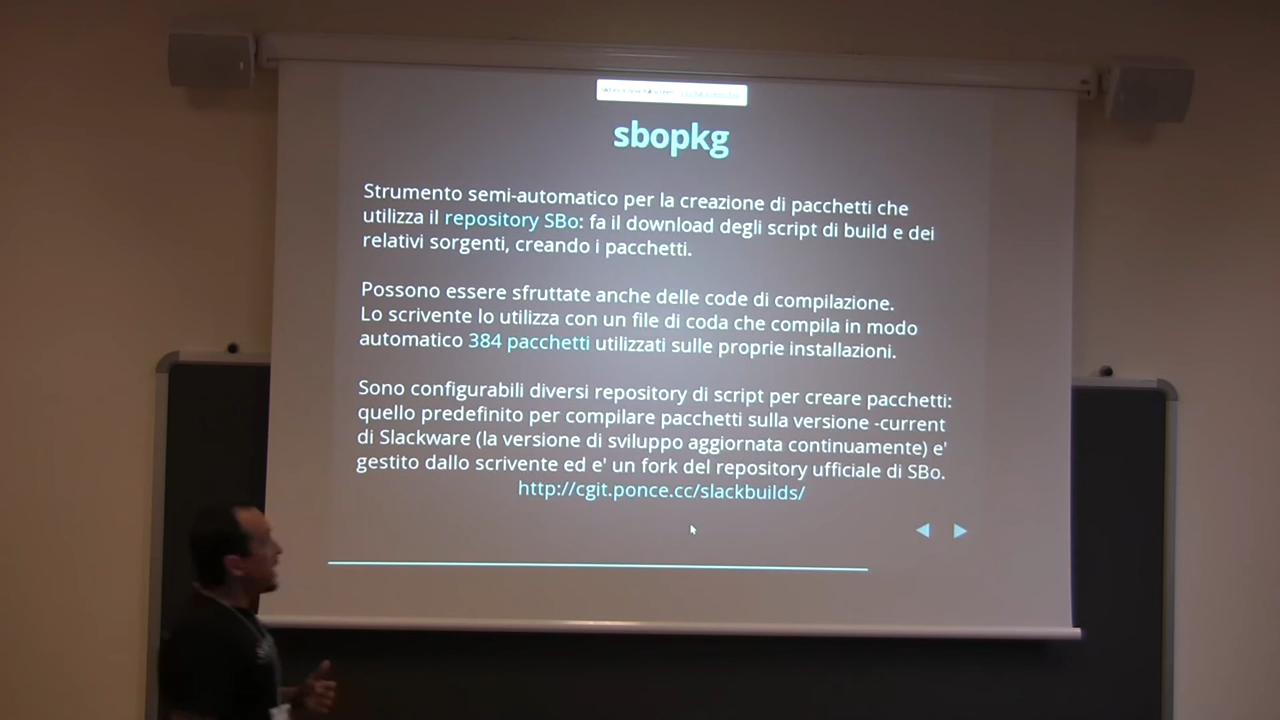 sbopkg
Strumento semi-automatico per la creazione di pacchetti che
utilizza il repository SBo: fa il download degli script di build e dei
relativi sorgenti, creando i pacchetti.
Possono essere sfruttate anche delle code di compilazione.
Lo scrivente lo utilizza con un file di coda che compila in modo
automatico 384 pacchetti utilizzati sulle proprie installazioni.
Sono configurabili diversi repository di script per creare pacchetti:
quello predefinito per compilare pacchetti sulla versione -current
di Slackware (la versione di sviluppo aggiornata continuamente) e'
gestito dallo scrivente ed e' un fork del repository ufficiale di SBo.
http://cgit.ponce.cc/slackbuilds/